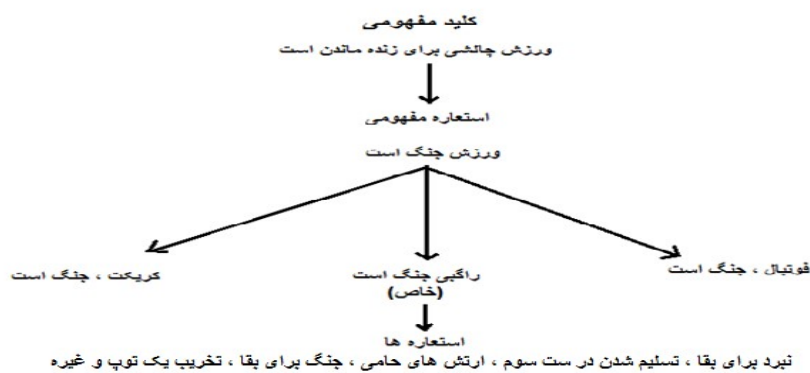 کلید مفهومی
ورزش چالشی برای زنده ماندن است
استعاره مفهومی
ورزش جنگ است
فوتبال ، جنگ است
راگبی جنگ است
(خاص)
کریکت ، جنگ است
استعاره ها
نبرد برای بقا ، تسلیم شدن در ست سوم ، ارتش های حامی ، جنگ برای بقا ، تخریب یک توپ و غیره